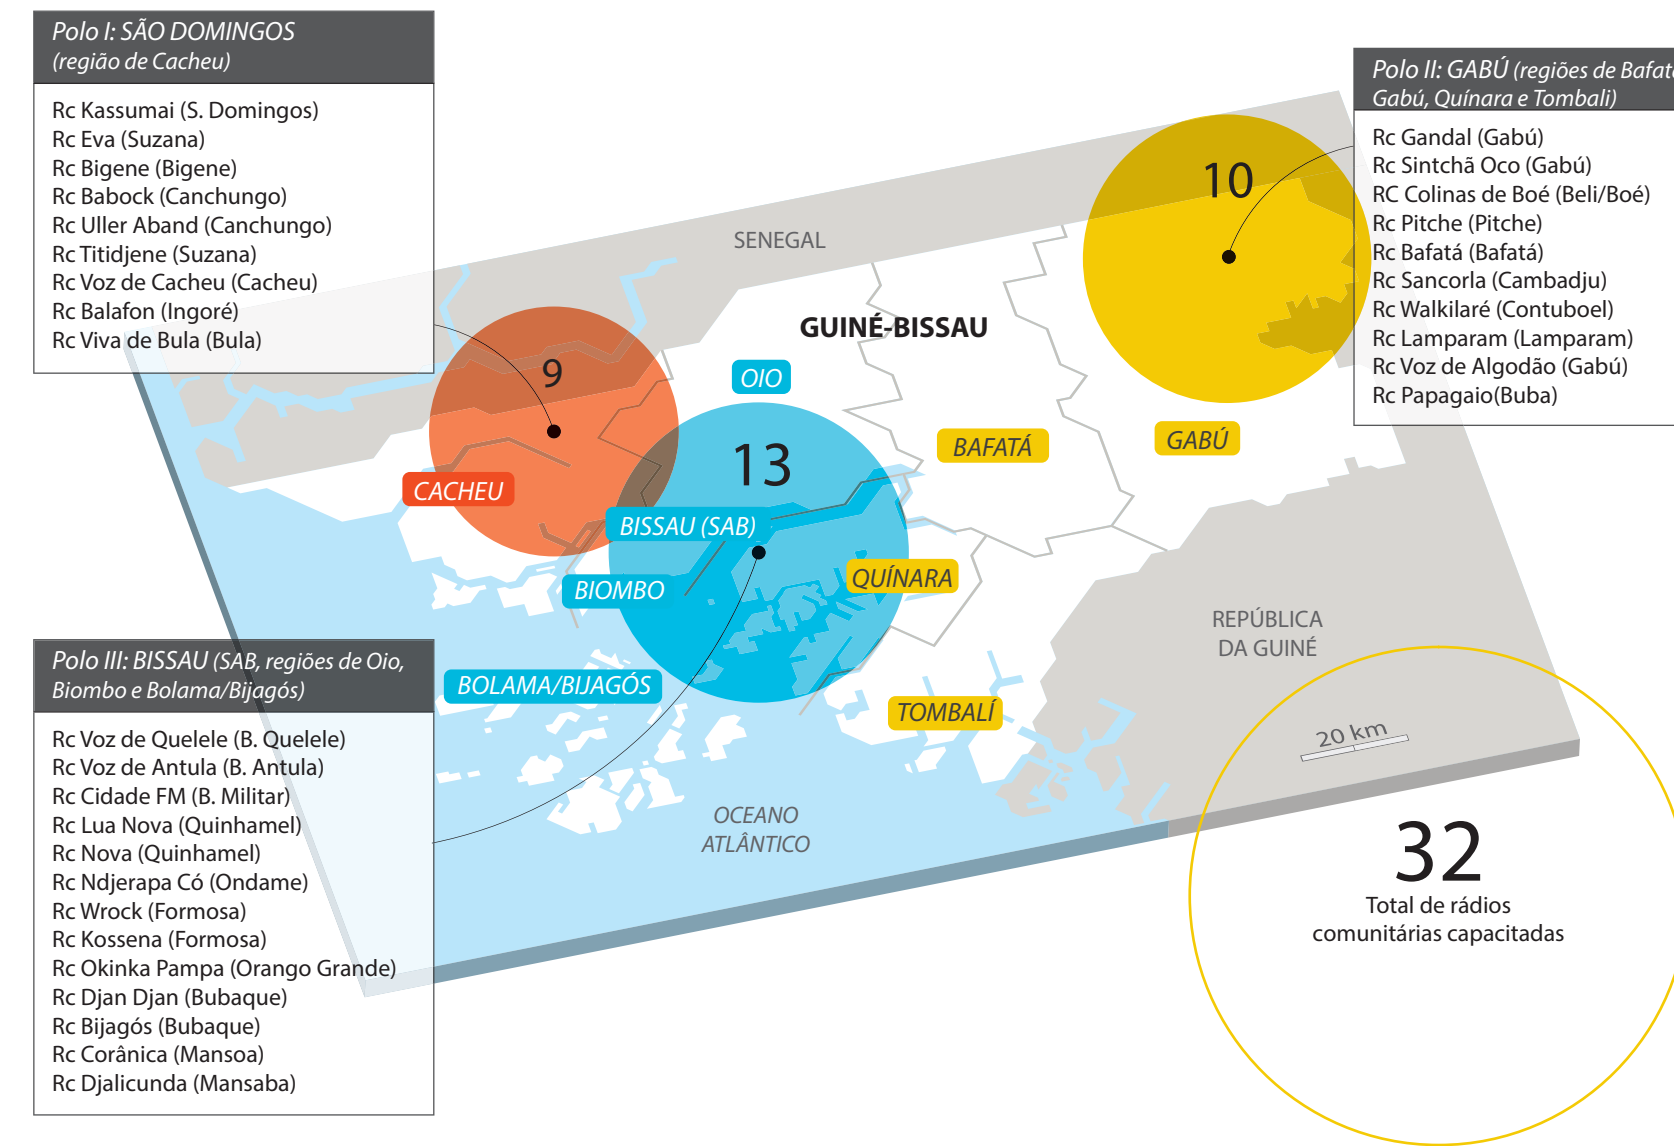 Polo I: SÃO DOMINGOS
(região de Cacheu)
Rc Kassumai (S. Domingos)
Rc Eva (Suzana)
Rc Bigene (Bigene)
Rc Babock (Canchungo)
Rc Uller Aband (Canchungo)
Rc Titidjene (Suzana)
Rc Voz de Cacheu (Cacheu)
Rc Balafon (Ingoré)
Rc Viva de Bula (Bula)
Polo II: GABÚ (regiões de
Gabú, Quínara e Tombali)
Rc Gandal (Gabú)
Rc Sintchã Oco (Gabú)
RC Colinas de Boé (Beli/Boé)
Rc Pitche (Pitche)
Rc Bafatá (Bafatá)
Rc Sancorla (Cambadju)
Rc Walkilaré (Contuboel)
Rc Lamparam (Lamparam)
Rc Voz de Algodão (Gabú)
Rc Papagaio(Buba)
10
SENEGAL
GUINÉ-BISSAU
9
OIO
13
BAFATÁ
GABÚ
CACHEU
BISSAU (SAB)
BIOMBO
QUÍNARA
REPÚBLICA
DA GUINÉ
BOLAMA/BIJAGÓS
TOMBALÍ
20 km
OCEANO
ATLÂNTICO
Polo III: BISSAU (SAB, regiões de Oio,
Biombo e Bolama/Bijagós)
Rc Voz de Quelele (B. Quelele)
Rc Voz de Antula (B. Antula)
Rc Cidade FM (B. Militar)
Rc Lua Nova (Quinhamel)
Rc Nova (Quinhamel)
Rc Ndjerapa Có (Ondame)
Rc Wrock (Formosa)
Rc Kossena (Formosa)
Rc Okinka Pampa (Orango Grande)
Rc Djan Djan (Bubaque)
Rc Bijagós (Bubaque)
Rc Corânica (Mansoa)
Rc Djalicunda (Mansaba)
32
Total de rádios
comunitárias capacitadas